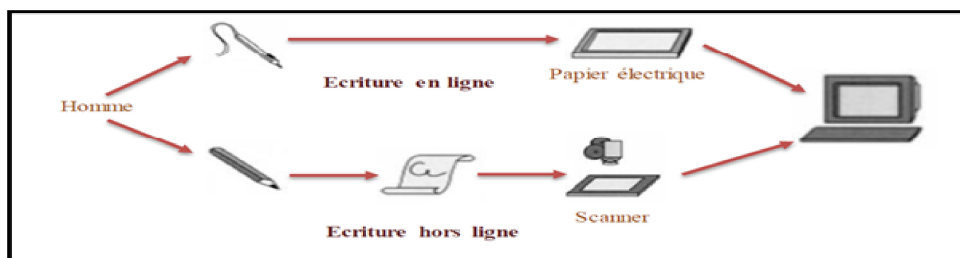 Ecriture en ligne
Papier électrique
Homme
Scanner
Ecriture hors ligne